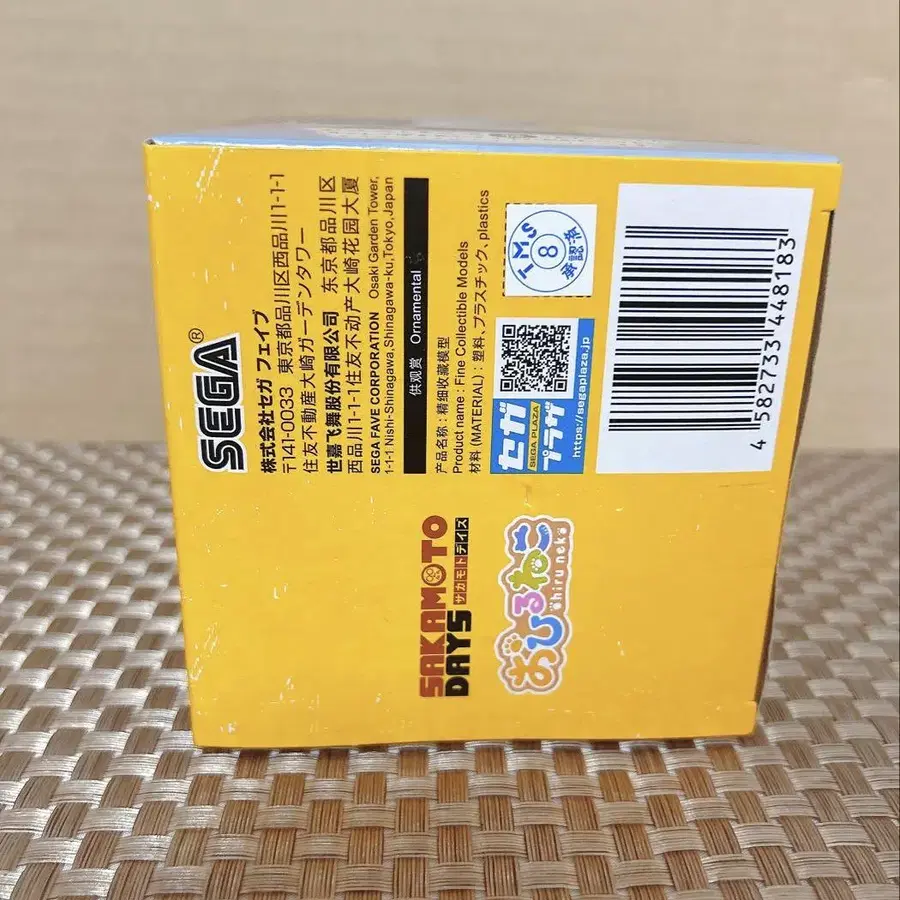 SEGA®
株式会社セガ フェイブ
〒141-0033 東京都品川区西品川1-1-1
住友不動産大崎ガーデンタワー
世嘉飞舞股份有限公司 东京都品川区
西品川1-1-1住友不动产大崎花园大厦
SEGA FAVE CORPORATION Osaki Garden Tower,
1-1-1 Nishi-Shinagawa,Shinagawa-ku,Tokyo,Japan
供观赏 Ornamental
产品名称:精细收藏模型
Product name : Fine Collectible Models
材料(MATERIAL):塑料、プラスチック、plastics
セガ
SEGA PLAZA
プラザ
https://segaplaza.jp
TMS
8
承認済
4 582733 448183
SAKAMOTO
DAYS サカモトデイズ
おひるねこ
ohiru neko